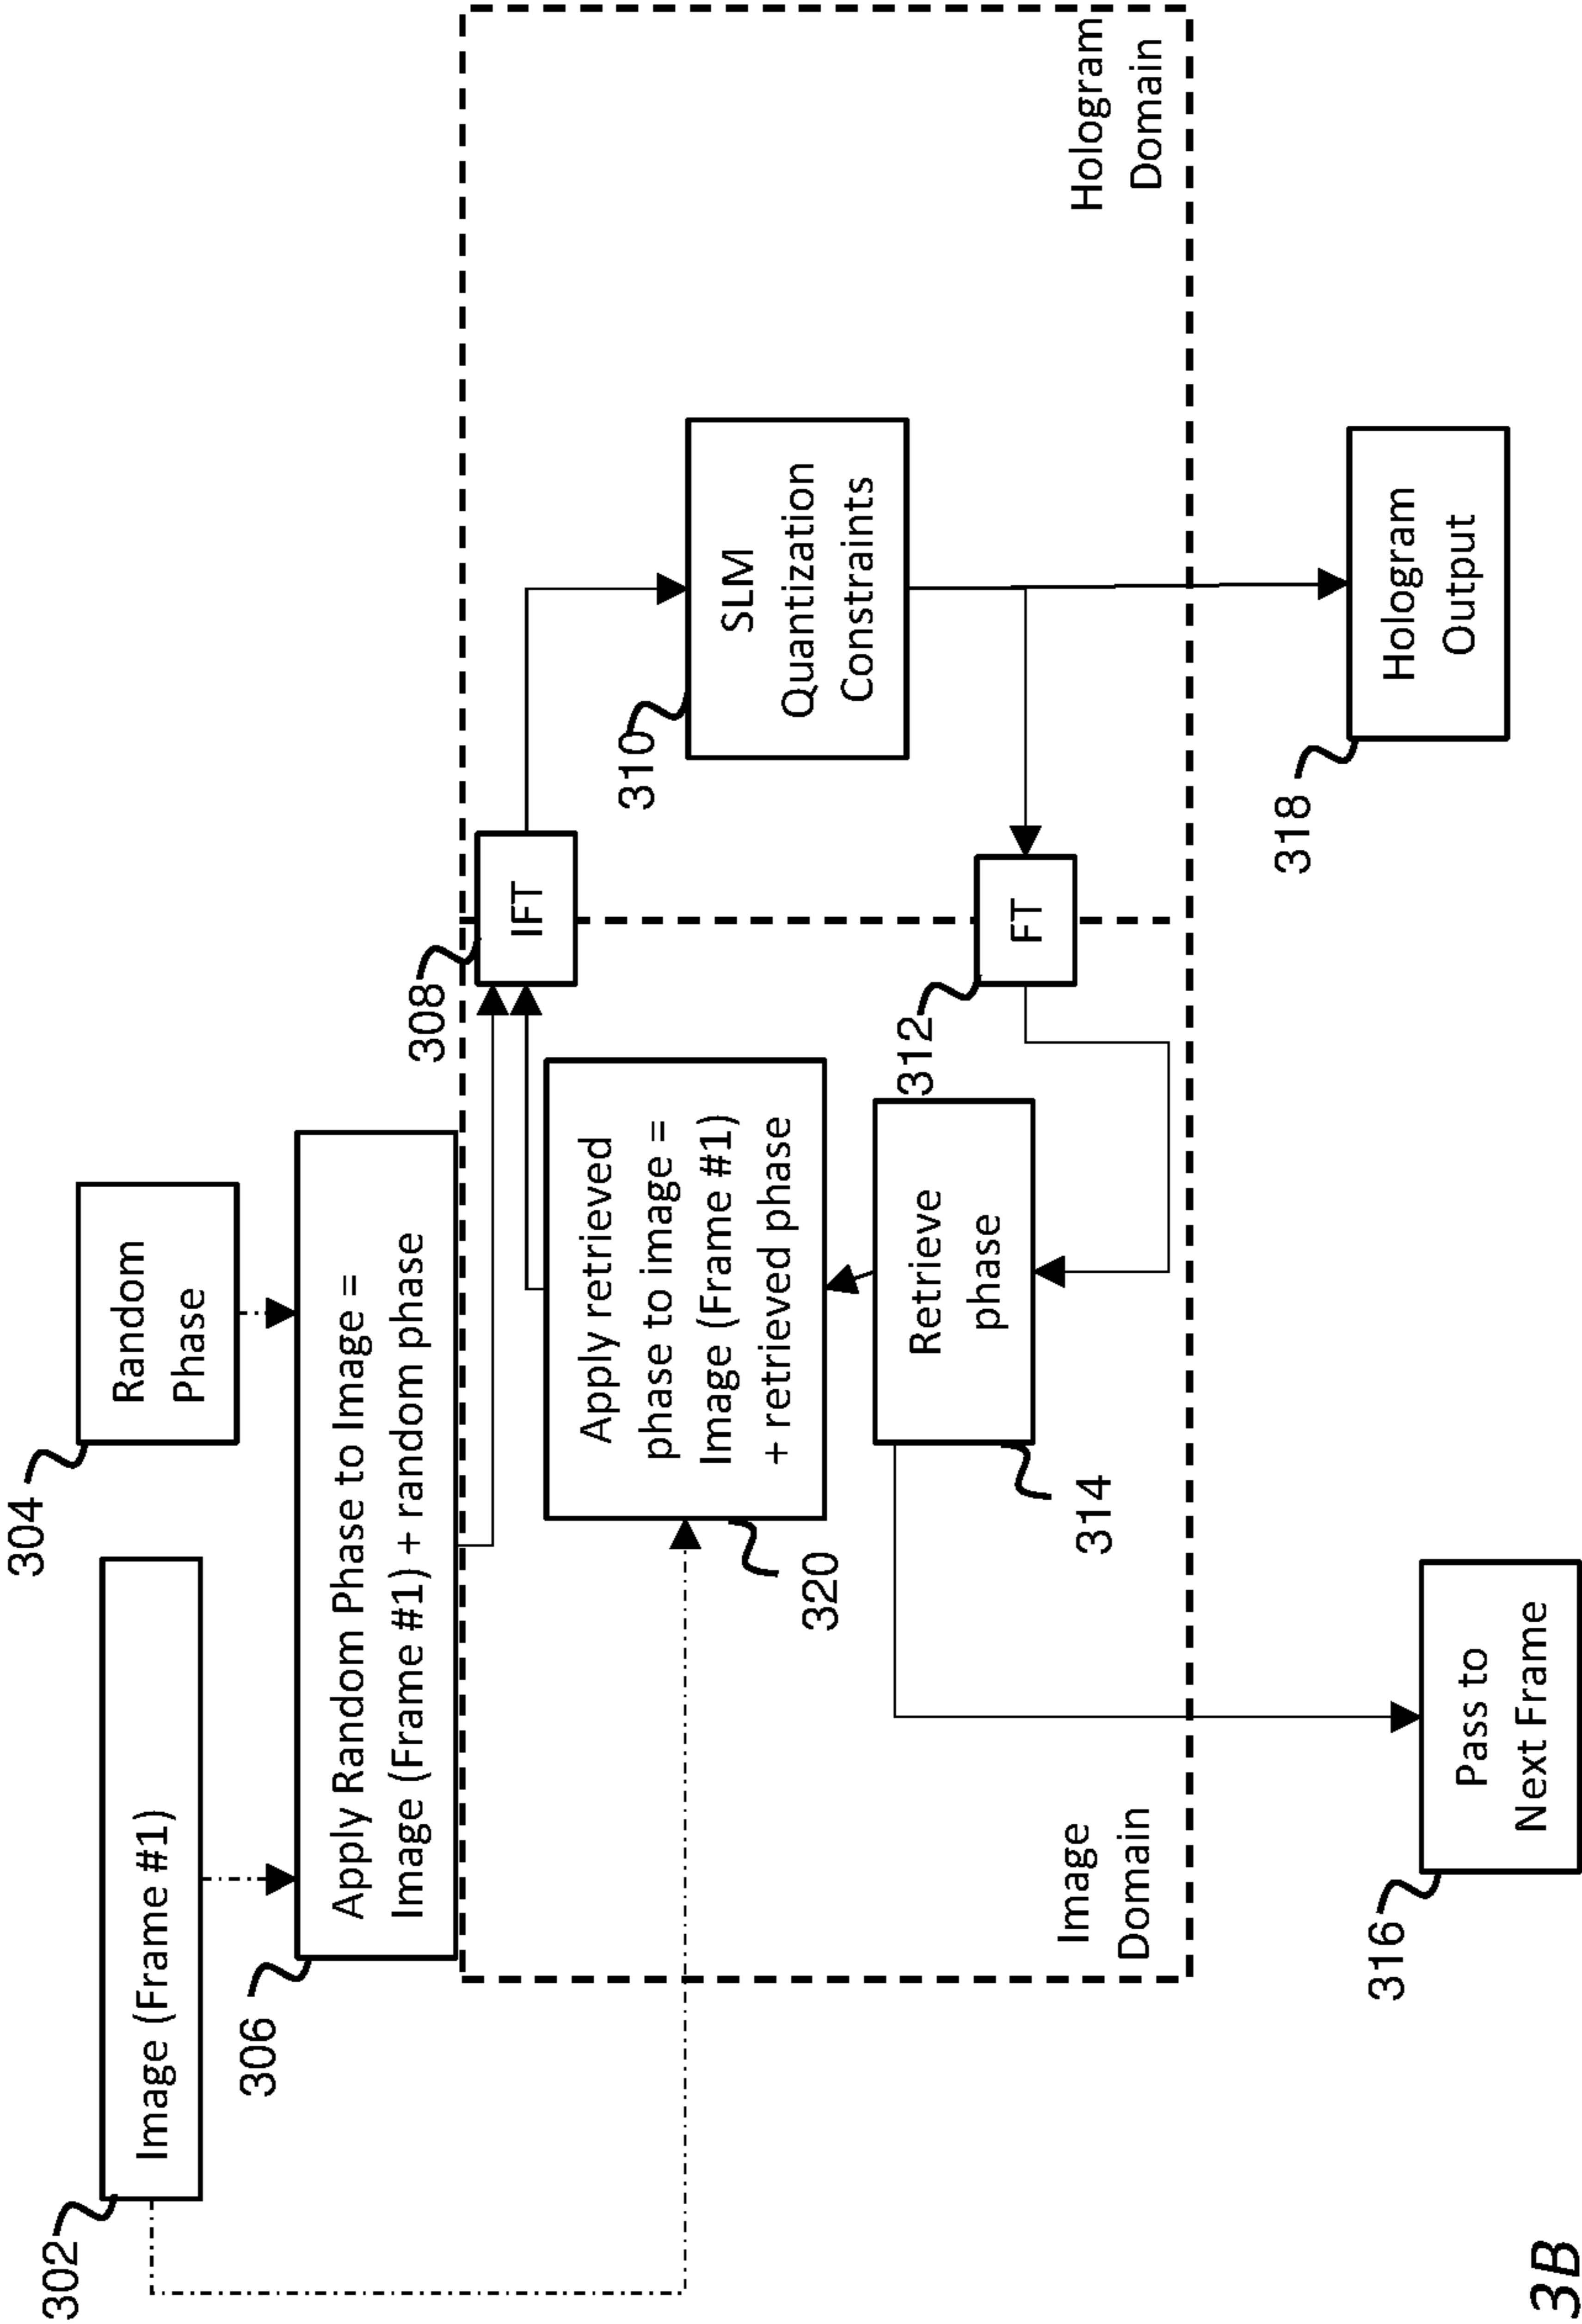 302
Image (Frame #1)
304
Random
Phase
306
Apply Random Phase to Image =
Image (Frame #1) + random phase
308
IFT
310
SLM
Quantization
Constraints
Apply retrieved
phase to image =
Image (Frame #1)
+ retrieved phase
320
312
FT
Retrieve
phase
314
Image
Domain
Hologram
Domain
316
Pass to
Next Frame
318
Hologram
Output
3B